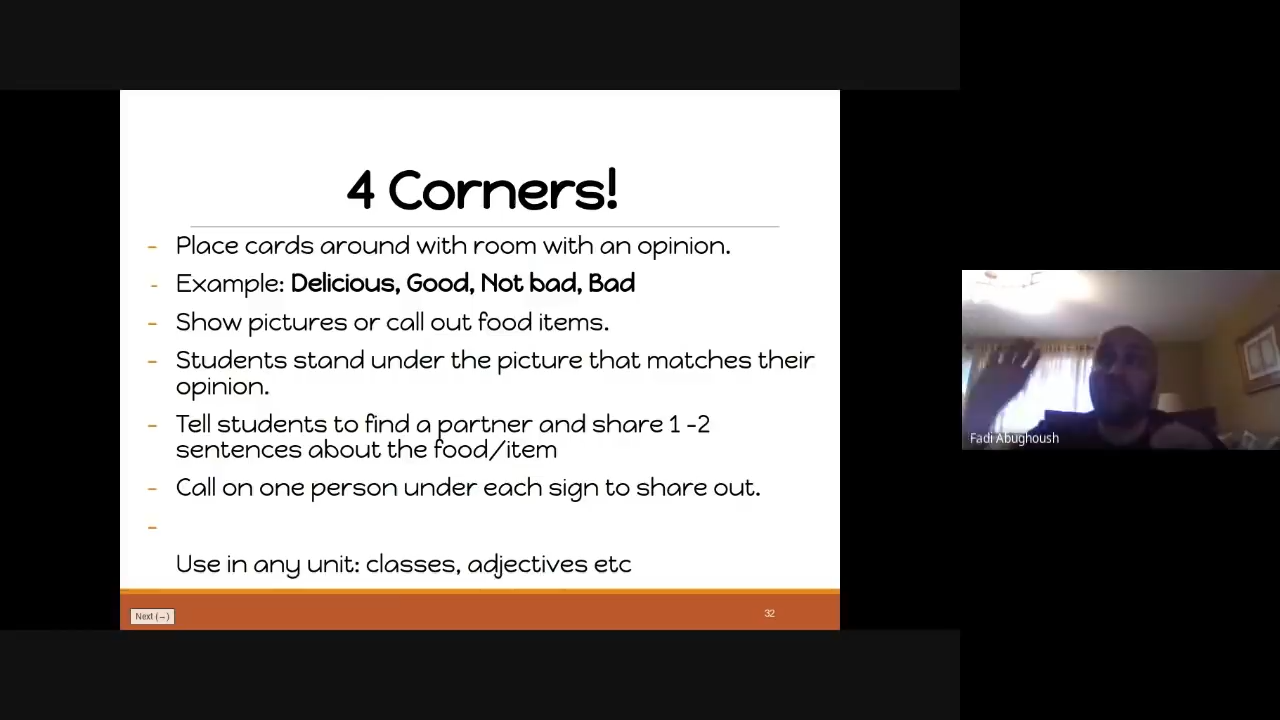 4 Corners!
- Place cards around with room with an opinion.
- Example: Delicious, Good, Not bad, Bad
- Show pictures or call out food items.
- Students stand under the picture that matches their
opinion.
- Tell students to find a partner and share 1 -2
sentences about the food/item
- Call on one person under each sign to share out.
-
Use in any unit: classes, adjectives etc
Next (→)
32
Fadi Abughoush